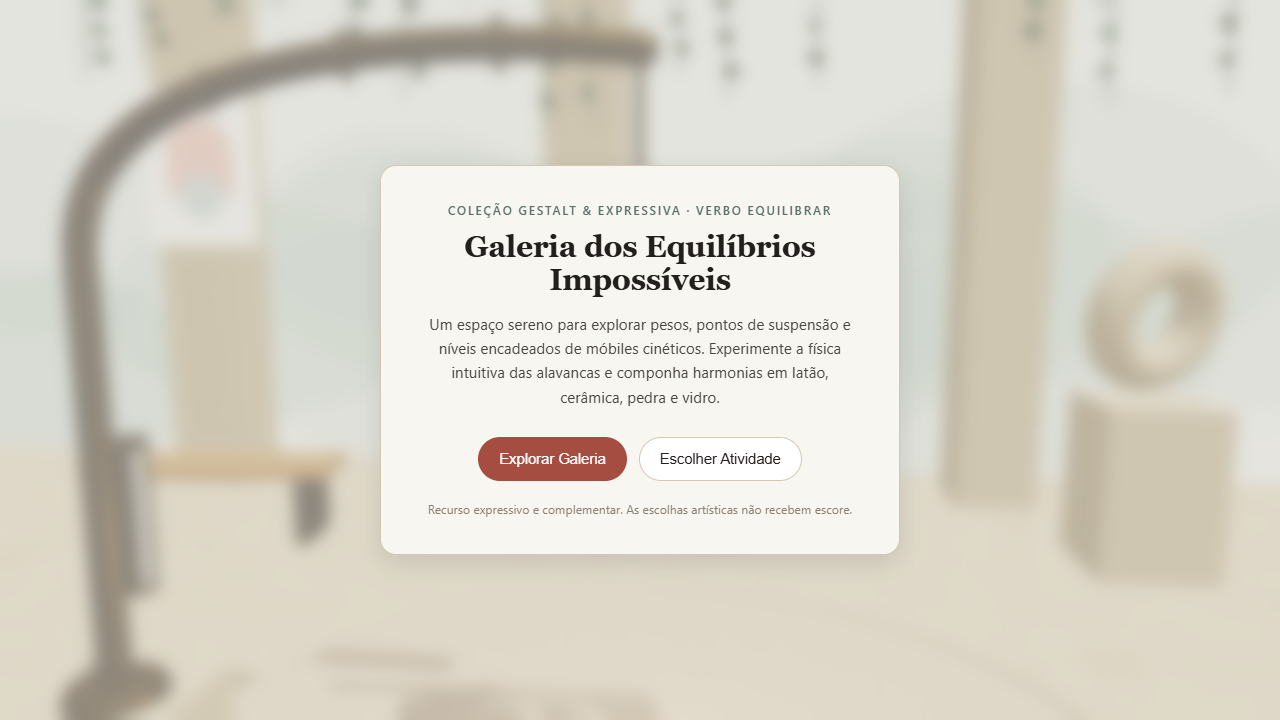 COLEÇÃO GESTALT & EXPRESSIVA · VERBO EQUILIBRAR
Galeria dos Equilíbrios
Impossíveis
Um espaço sereno para explorar pesos, pontos de suspensão e
níveis encadeados de móbiles cinéticos. Experimente a física
intuitiva das alavancas e componha harmonias em latão,
cerâmica, pedra e vidro.
Explorar Galeria
Escolher Atividade
Recurso expressivo e complementar. As escolhas artísticas não recebem escore.